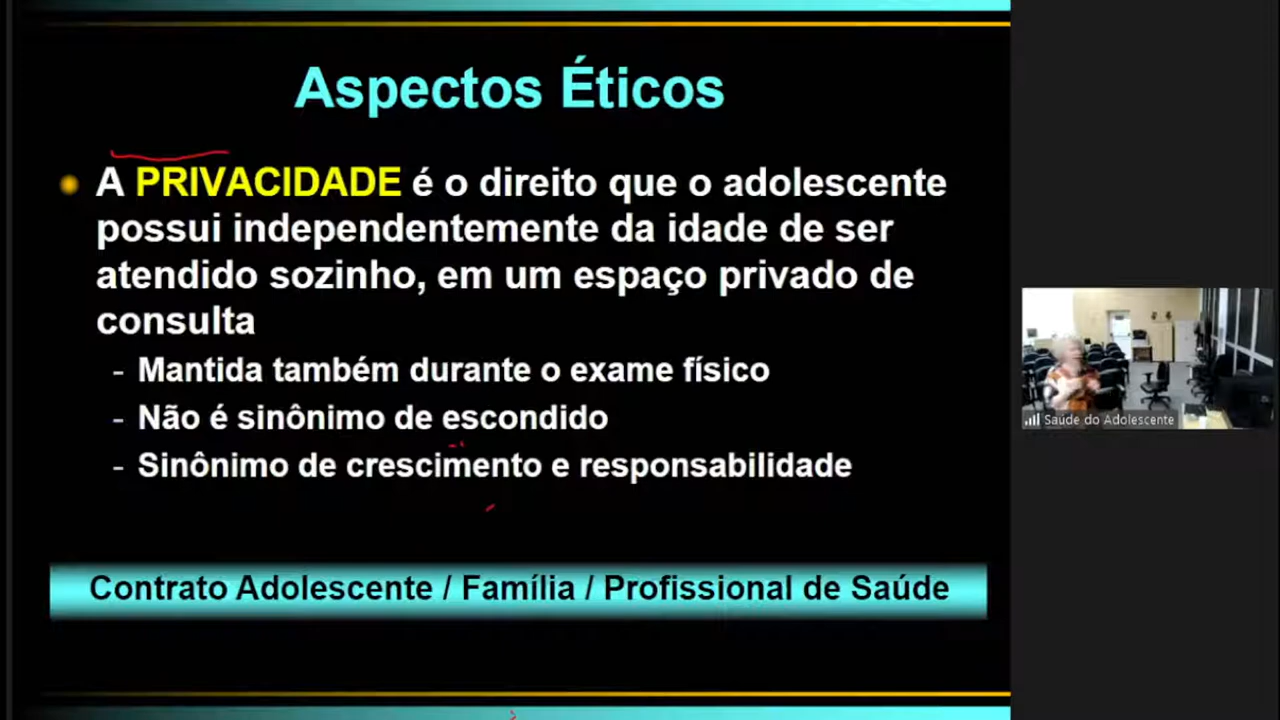 Aspectos Éticos
A PRIVACIDADE é o direito que o adolescente
possui independentemente da idade de ser
atendido sozinho, em um espaço privado de
consulta
- Mantida também durante o exame físico
- Não é sinônimo de escondido
- Sinônimo de crescimento e responsabilidade
Contrato Adolescente / Família / Profissional de Saúde
Saúde do Adolescente